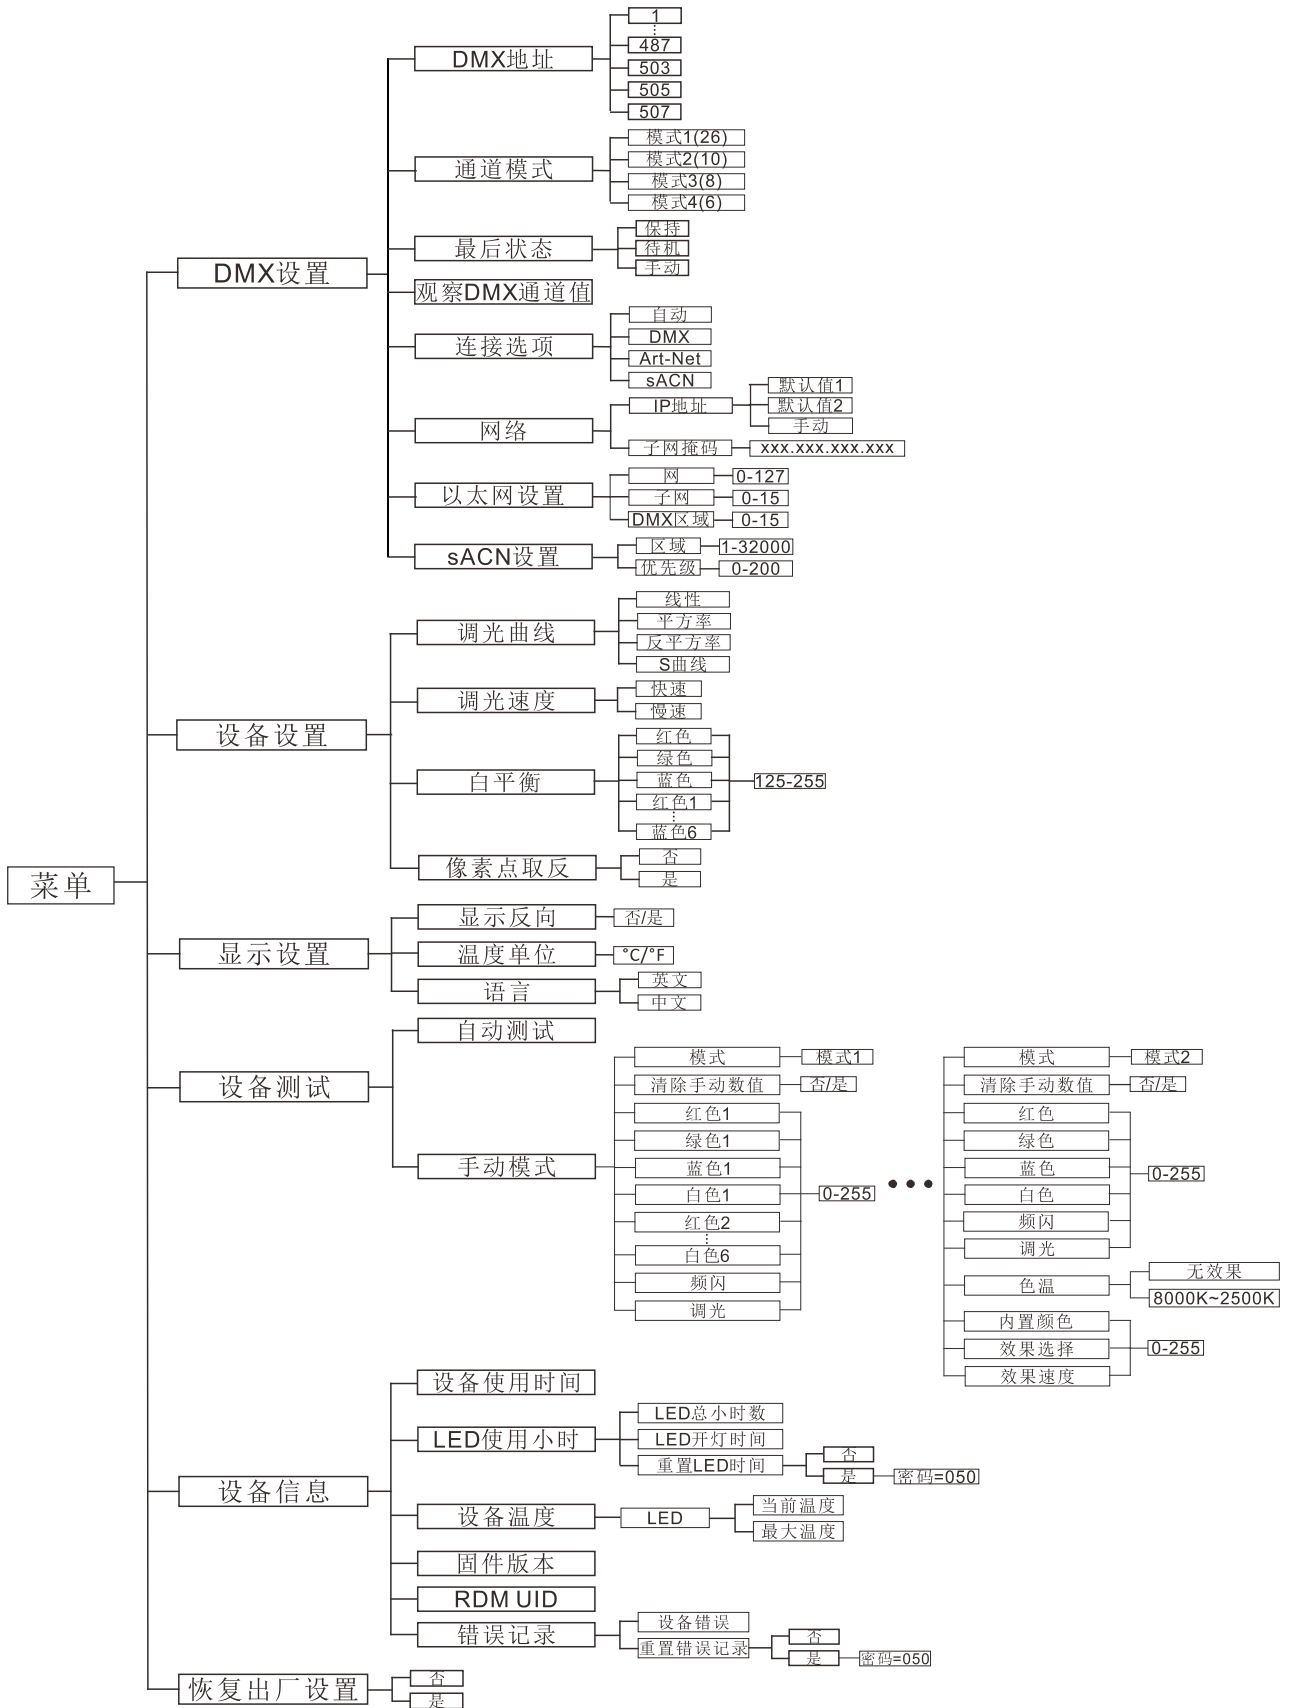 菜单
DMX设置
DMX地址
1
487
503
505
507
通道模式
模式1(26)
模式2(10)
模式3(8)
模式4(6)
最后状态
保持
待机
手动
观察DMX通道值
连接选项
自动
DMX
Art-Net
sACN
网络
IP地址
默认值1
默认值2
手动
子网掩码
xxx.xxx.xxx.xxx
以太网设置
网
0-127
子网
0-15
DMX区域
0-15
sACN设置
区域
1-32000
优先级
0-200
设备设置
调光曲线
线性
平方率
反平方率
S曲线
调光速度
快速
慢速
白平衡
红色
绿色
蓝色
红色1
蓝色6
125-255
像素点取反
否
是
显示设置
显示反向
否/是
温度单位
°C/°F
语言
英文
中文
设备测试
自动测试
手动模式
模式
模式1
清除手动数值
否/是
红色1
绿色1
蓝色1
白色1
红色2
白色6
频闪
调光
0-255
•••
模式
模式2
清除手动数值
否/是
红色
绿色
蓝色
白色
频闪
调光
0-255
色温
无效果
8000K~2500K
内置颜色
效果选择
效果速度
0-255
设备信息
设备使用时间
LED使用小时
LED总小时数
LED开灯时间
重置LED时间
否
是
密码=050
设备温度
LED
当前温度
最大温度
固件版本
RDM UID
错误记录
设备错误
重置错误记录
否
是
密码=050
恢复出厂设置
否
是